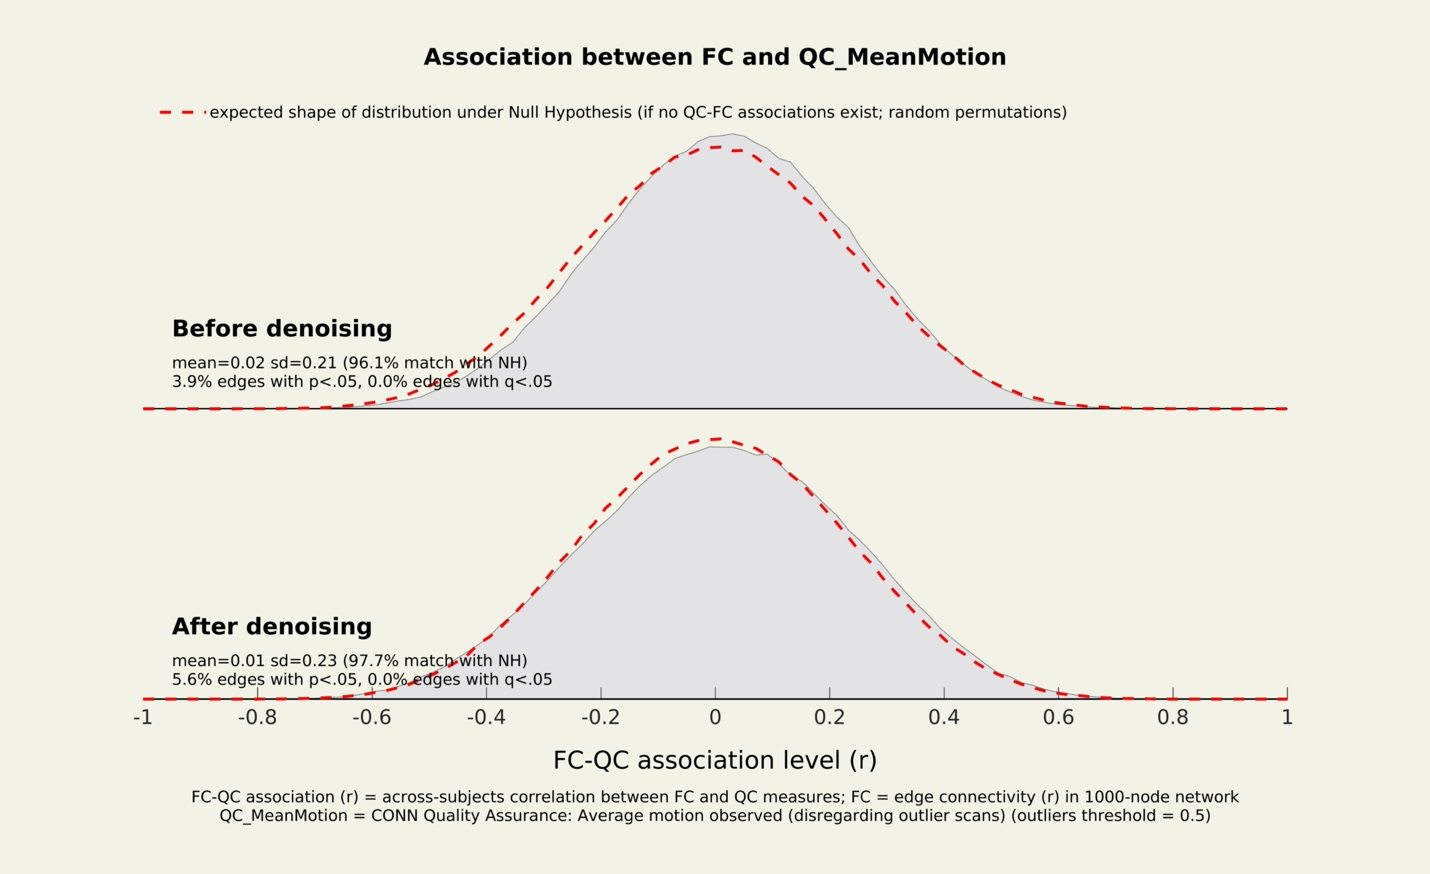 Association between FC and QC_MeanMotion
expected shape of distribution under Null Hypothesis (if no QC-FC associations exist; random permutations)
Before denoising
mean=0.02 sd=0.21 (96.1% match with NH)
3.9% edges with p<.05, 0.0% edges with q<.05
After denoising
mean=0.01 sd=0.23 (97.7% match with NH)
5.6% edges with p<.05, 0.0% edges with q<.05
-1 -0.8 -0.6 -0.4 -0.2 0 0.2 0.4 0.6 0.8 1
FC-QC association level (r)
FC-QC association (r) = across-subjects correlation between FC and QC measures; FC = edge connectivity (r) in 1000-node network
QC_MeanMotion = CONN Quality Assurance: Average motion observed (disregarding outlier scans) (outliers threshold = 0.5)